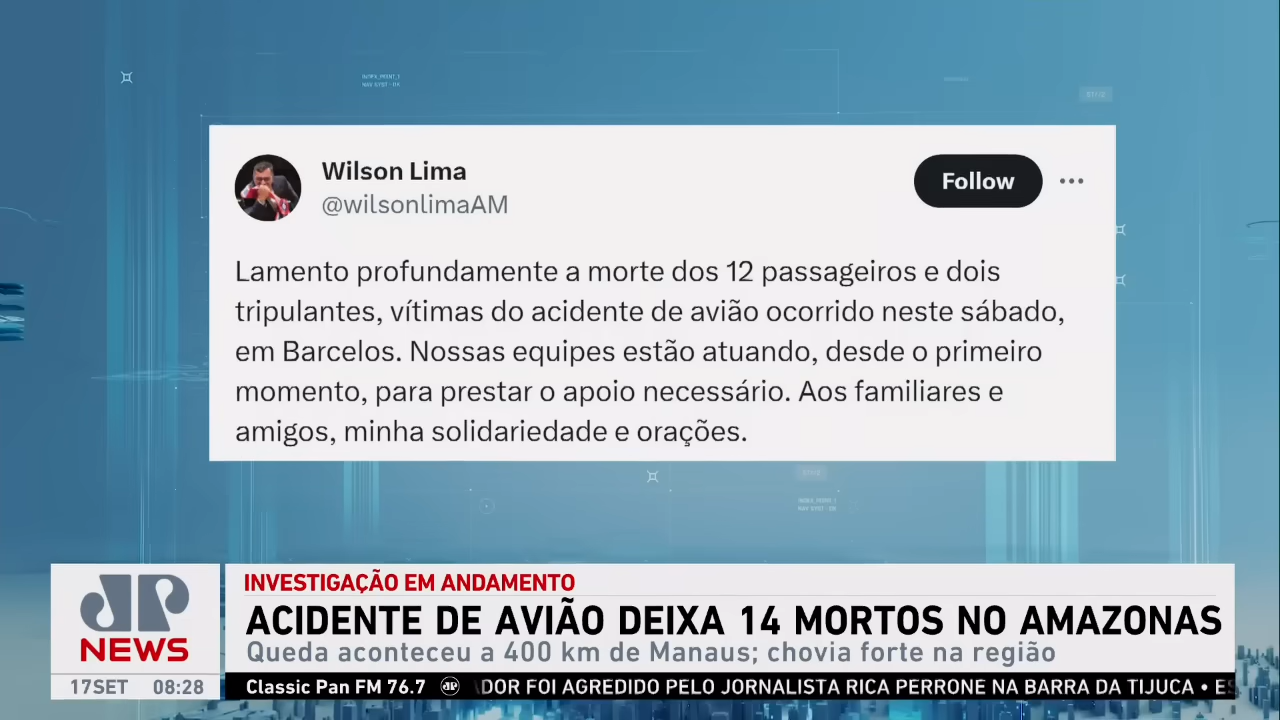 Wilson Lima
@wilsonlimaAM
Follow
Lamento profundamente a morte dos 12 passageiros e dois
tripulantes, vítimas do acidente de avião ocorrido neste sábado,
em Barcelos. Nossas equipes estão atuando, desde o primeiro
momento, para prestar o apoio necessário. Aos familiares e
amigos, minha solidariedade e orações.
JP
NEWS
INVESTIGAÇÃO EM ANDAMENTO
ACIDENTE DE AVIÃO DEIXA 14 MORTOS NO AMAZONAS
Queda aconteceu a 400 km de Manaus; chovia forte na região
17SET 08:28
Classic Pan FM 76.7 JP DOR FOI AGREDIDO PELO JORNALISTA RICA PERRONE NA BARRA DA TIJUCA •